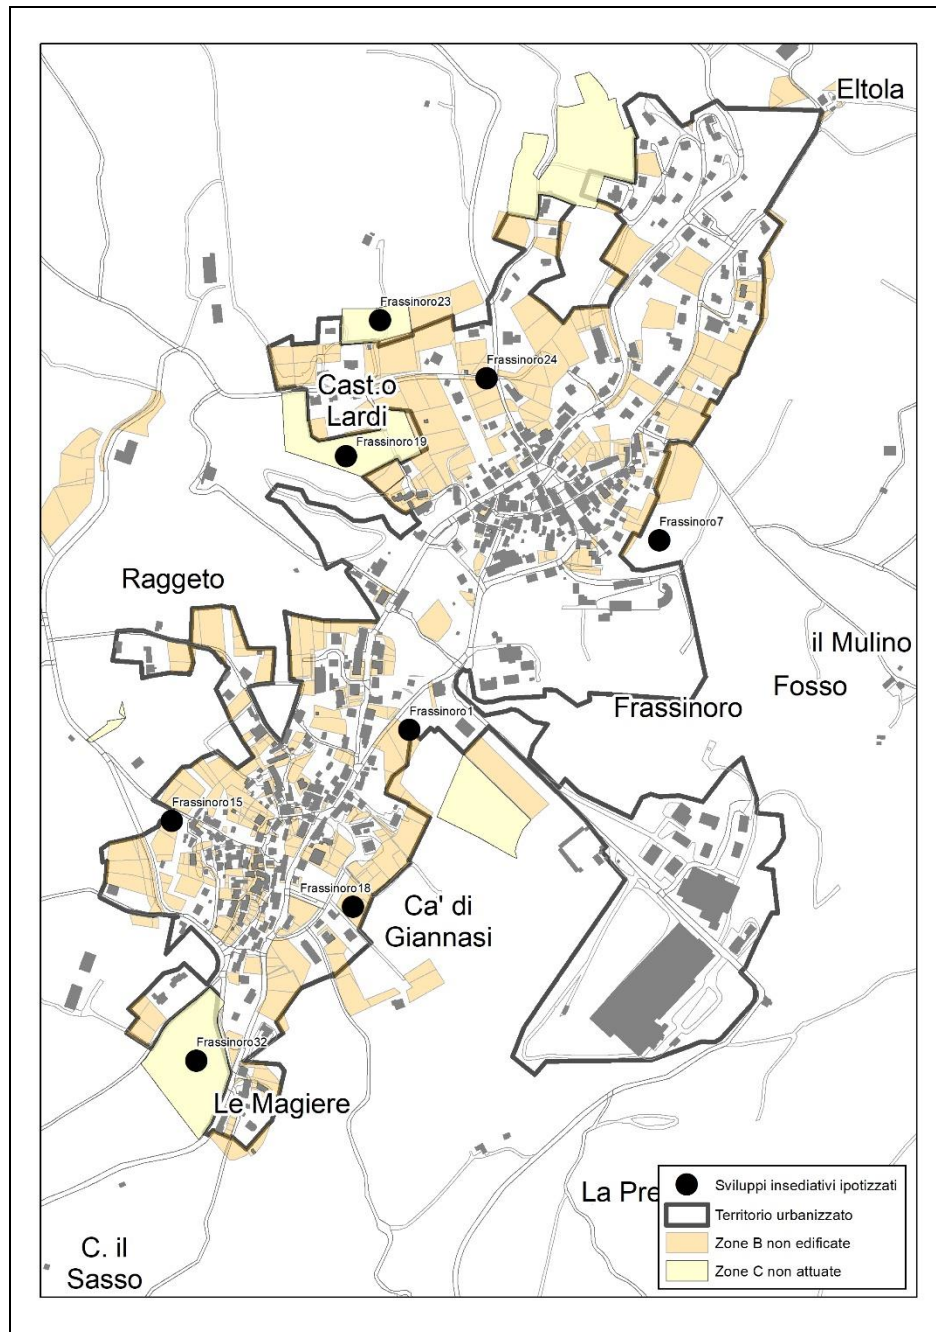 Eltola
Frassinoro23
Frassinoro24
Cast.o
Lardi
Frassinoro19
Frassinoro7
Raggeto
il Mulino
Fosso
Frassinoro
Frassinoro1
Frassinoro15
Frassinoro18
Ca' di
Giannasi
Frassinoro32
Le Magiere
La Pre
C. il
Sasso
Sviluppi insediativi ipotizzati
Territorio urbanizzato
Zone B non edificate
Zone C non attuate